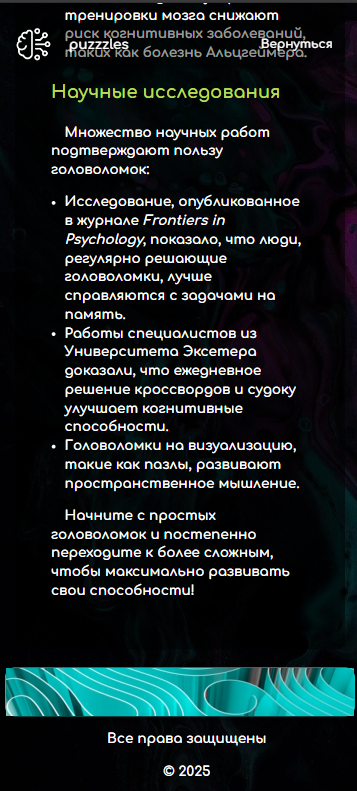 тренировки мозга снижают
риск когнитивных заболеваний,
puzzzles
Вернуться
таких как болезнь Альцгеймера.
Научные исследования
Множество научных работ
подтверждают пользу
головоломок:
• Исследование, опубликованное
в журнале Frontiers in
Psychology, показало, что люди,
регулярно решающие
головоломки, лучше
справляются с задачами на
память.
• Работы специалистов из
Университета Эксетера
доказали, что ежедневное
решение кроссвордов и судоку
улучшает когнитивные
способности.
• Головоломки на визуализацию,
такие как пазлы, развивают
пространственное мышление.
Начните с простых
головоломок и постепенно
переходите к более сложным,
чтобы максимально развивать
свои способности!
Все права защищены
© 2025